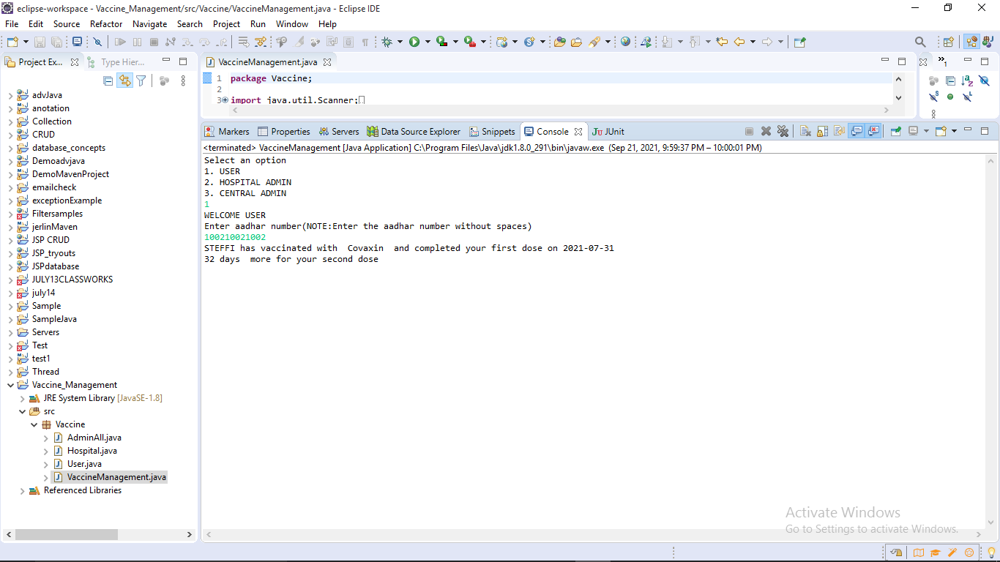 eclipse-workspace - Vaccine_Management/src/Vaccine/VaccineManagement.java - Eclipse IDE
File Edit Source Refactor Navigate Search Project Run Window Help
Project Ex... Type Hier...
VaccineManagement.java
1 package Vaccine;
2
3 import java.util.Scanner;
advJava
anotation
Collection
CRUD
database_concepts
Demoadvjava
DemoMavenProject
emailcheck
exceptionExample
Filtersamples
jerlinMaven
JSP CRUD
JSP_tryouts
JSPdatabase
JULY13CLASSWORKS
july14
Sample
SampleJava
Servers
Test
test1
Thread
Vaccine_Management
JRE System Library [JavaSE-1.8]
src
Vaccine
AdminAll.java
Hospital.java
User.java
VaccineManagement.java
Referenced Libraries
Markers Properties Servers Data Source Explorer Snippets Console JUnit
<terminated> VaccineManagement [Java Application] C:\Program Files\Java\jdk1.8.0_291\bin\javaw.exe (Sep 21, 2021, 9:59:37 PM – 10:00:01 PM)
Select an option
1. USER
2. HOSPITAL ADMIN
3. CENTRAL ADMIN
1
WELCOME USER
Enter aadhar number(NOTE:Enter the aadhar number without spaces)
100210021002
STEFFI has vaccinated with  Covaxin  and completed your first dose on 2021-07-31
32 days  more for your second dose
Activate Windows
Go to Settings to activate Windows.